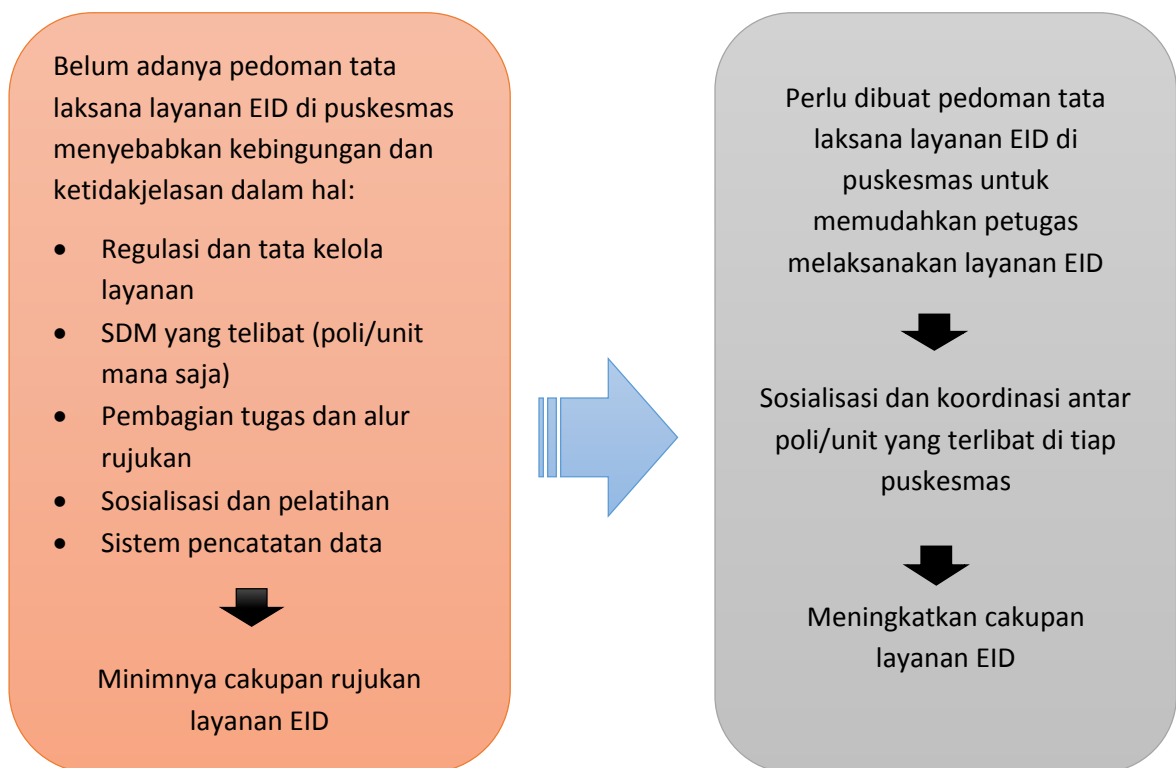 Belum adanya pedoman tata
laksana layanan EID di puskesmas
menyebabkan kebingungan dan
ketidakjelasan dalam hal:
• Regulasi dan tata kelola
layanan
• SDM yang telibat (poli/unit
mana saja)
• Pembagian tugas dan alur
rujukan
• Sosialisasi dan pelatihan
• Sistem pencatatan data
Minimnya cakupan rujukan
layanan EID
Perlu dibuat pedoman tata
laksana layanan EID di
puskesmas untuk
memudahkan petugas
melaksanakan layanan EID
Sosialisasi dan koordinasi antar
poli/unit yang terlibat di tiap
puskesmas
Meningkatkan cakupan
layanan EID